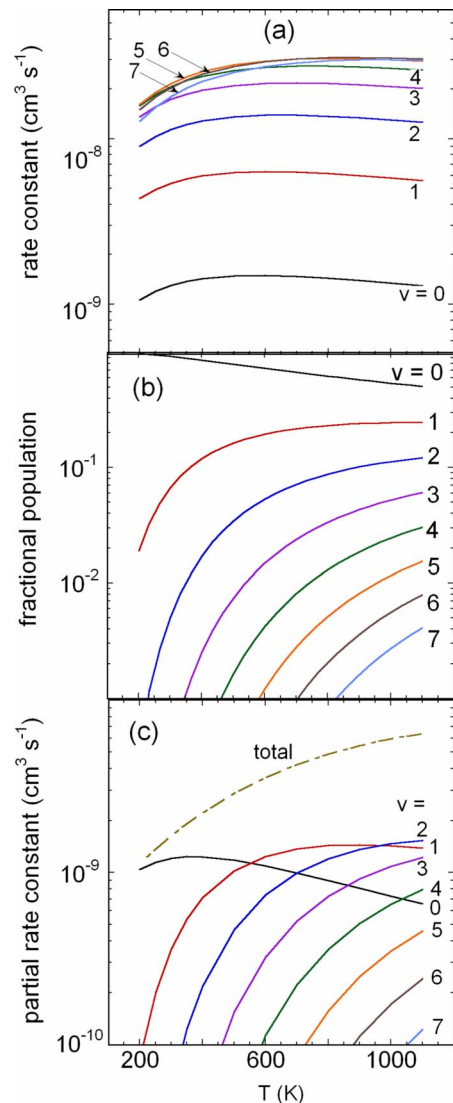 (a)
rate constant (cm³ s⁻¹)
10⁻⁸
10⁻⁹
5
6
7
4
3
2
1
v = 0
(b)
fractional population
10⁻¹
10⁻²
v = 0
1
2
3
4
5
6
7
(c)
partial rate constant (cm³ s⁻¹)
10⁻⁹
10⁻¹⁰
total
v =
2
1
3
4
0
5
6
7
200
600
1000
T (K)